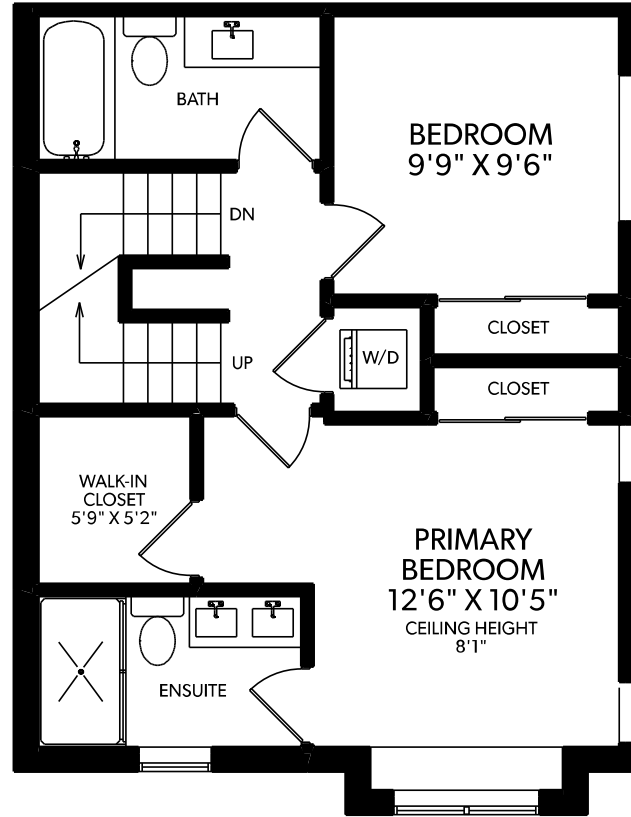 BATH
BEDROOM
9'9" X 9'6"
DN
CLOSET
W/D
UP
CLOSET
WALK-IN
CLOSET
5'9" X 5'2"
PRIMARY
BEDROOM
12'6" X 10'5"
CEILING HEIGHT
8'1"
ENSUITE